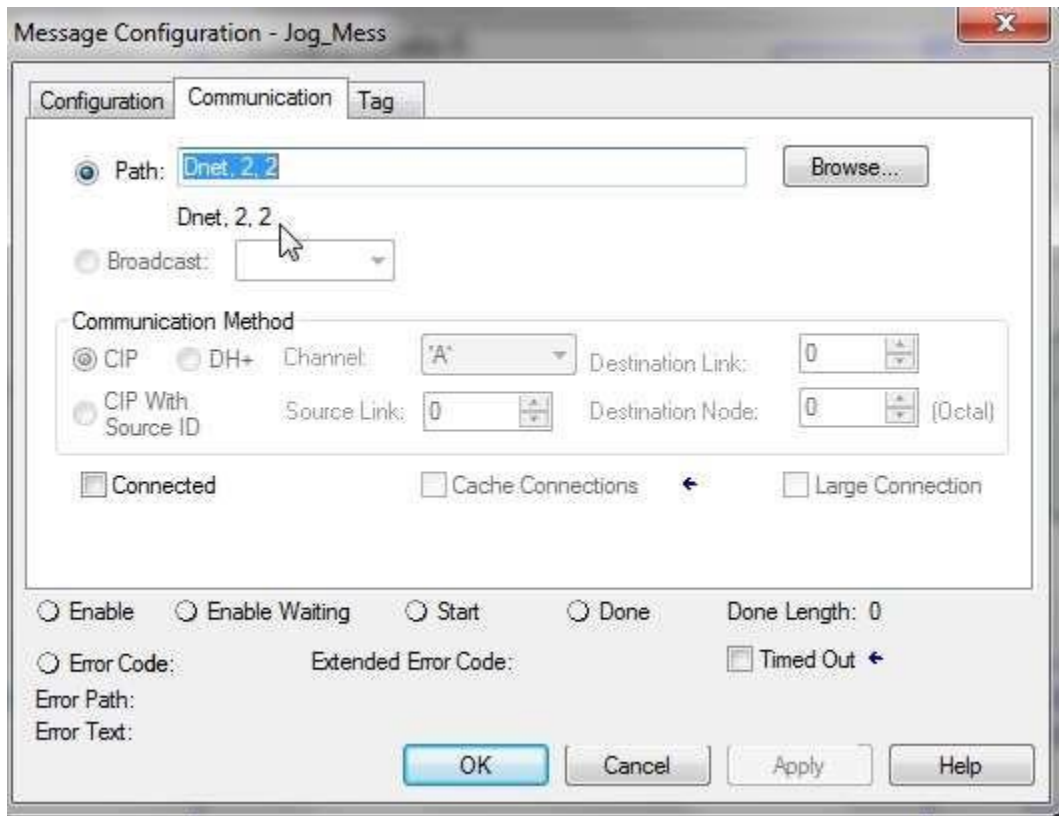 Message Configuration - Jog_Mess
Configuration Communication Tag
Path: Dnet, 2, 2 Browse...
Dnet, 2, 2
Broadcast:
Communication Method
CIP DH+ Channel: 'A' Destination Link: 0
CIP With Source ID Source Link: 0 Destination Node: 0 (Octal)
Connected Cache Connections Large Connection
Enable Enable Waiting Start Done Done Length: 0
Error Code: Extended Error Code: Timed Out
Error Path:
Error Text:
OK Cancel Apply Help